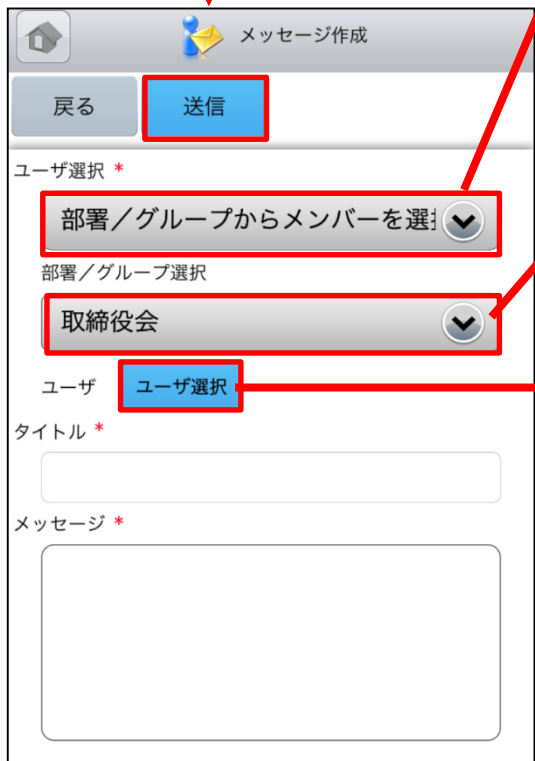 メッセージ作成
戻る 送信
ユーザ選択 *
部署／グループからメンバーを選
部署／グループ選択
取締役会
ユーザ ユーザ選択
タイトル *
メッセージ *